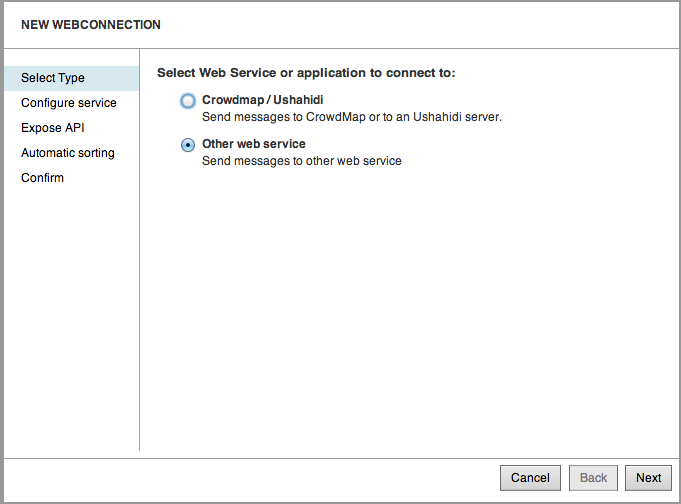 NEW WEBCONNECTION
Select Type
Configure service
Expose API
Automatic sorting
Confirm
Select Web Service or application to connect to:
Crowdmap / Ushahidi
Send messages to CrowdMap or to an Ushahidi server.
Other web service
Send messages to other web service
Cancel
Back
Next